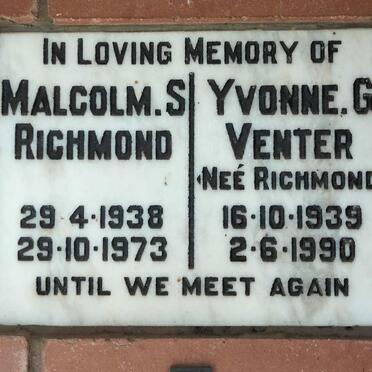 IN LOVING MEMORY OF
MALCOLM.S
RICHMOND
29·4·1938
29·10·1973
YVONNE.G
VENTER
(NEÉ RICHMOND
16·10·1939
2·6·1990
UNTIL WE MEET AGAIN